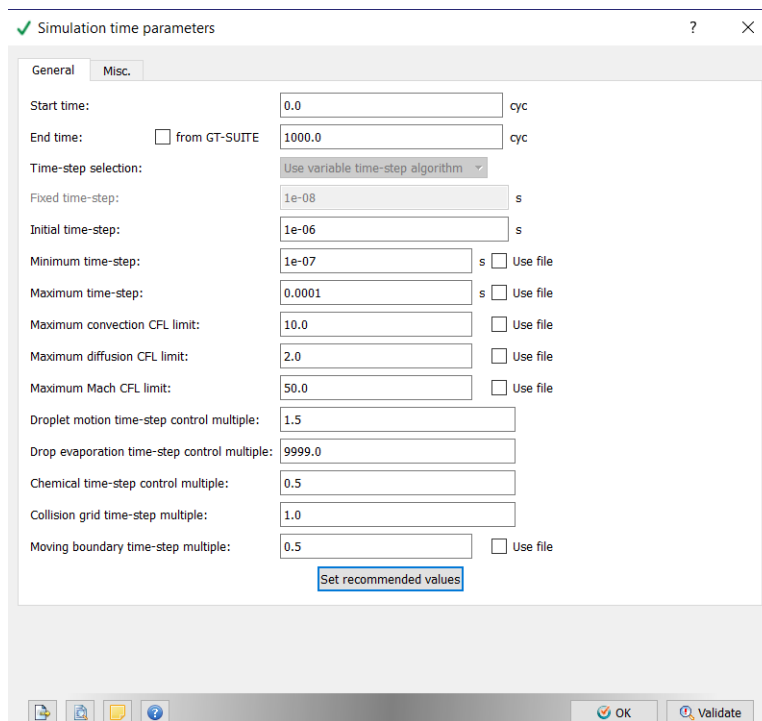 Simulation time parameters ?
General Misc.
Start time: 0.0 cyc
End time: from GT-SUITE 1000.0 cyc
Time-step selection: Use variable time-step algorithm
Fixed time-step: 1e-08 s
Initial time-step: 1e-06 s
Minimum time-step: 1e-07 s Use file
Maximum time-step: 0.0001 s Use file
Maximum convection CFL limit: 10.0 Use file
Maximum diffusion CFL limit: 2.0 Use file
Maximum Mach CFL limit: 50.0 Use file
Droplet motion time-step control multiple: 1.5
Drop evaporation time-step control multiple: 9999.0
Chemical time-step control multiple: 0.5
Collision grid time-step multiple: 1.0
Moving boundary time-step multiple: 0.5 Use file
Set recommended values
OK Validate